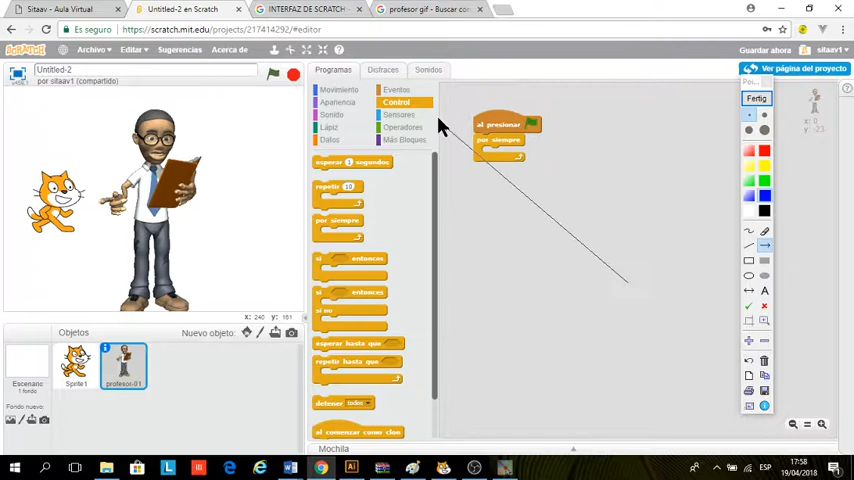 Sitaav - Aula Virtual
Untitled-2 en Scratch
INTERFAZ DE SCRATCH -
profesor gif - Buscar con
Es seguro
https://scratch.mit.edu/projects/217414292/#editor
SCRATCH
Archivo
Editar
Sugerencias
Acerca de
Guardar ahora
sitaav1
Untitled-2
por sitaav1 (compartido)
v459.1
Programas
Disfraces
Sonidos
Ver página del proyecto
Movimiento
Eventos
Apariencia
Control
Sonido
Sensores
Lápiz
Operadores
Datos
Más Bloques
esperar 1 segundos
repetir 10
por siempre
si entonces
si entonces
si no
esperar hasta que
repetir hasta que
detener todos
al comenzar como clon
al presionar
por siempre
Fertig
A
x: 0
y: -23
x: 240 y: 181
Objetos
Nuevo objeto:
Escenario
1 fondo
Sprite1
profesor-01
Fondo nuevo:
Mochila
ESP
17:58
19/04/2018